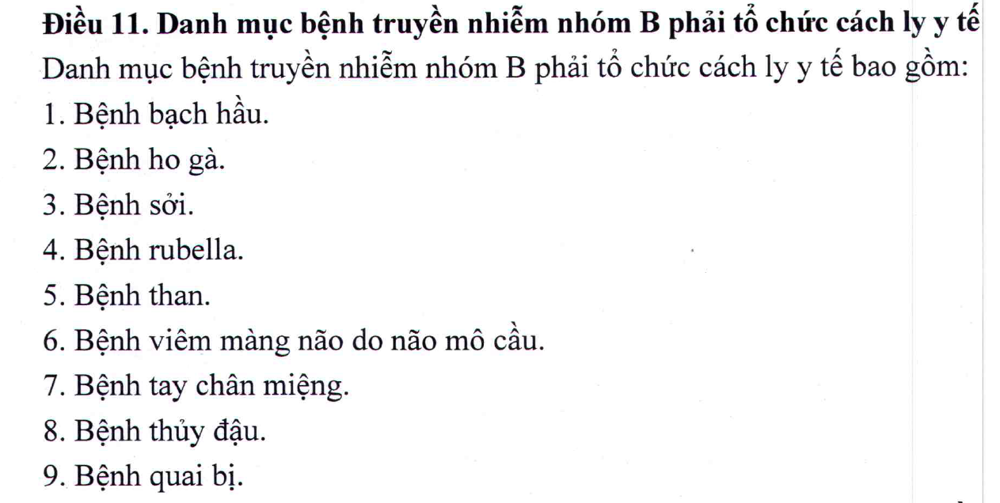 Điều 11. Danh mục bệnh truyền nhiễm nhóm B phải tổ chức cách ly y tế
Danh mục bệnh truyền nhiễm nhóm B phải tổ chức cách ly y tế bao gồm:
1. Bệnh bạch hầu.
2. Bệnh ho gà.
3. Bệnh sởi.
4. Bệnh rubella.
5. Bệnh than.
6. Bệnh viêm màng não do não mô cầu.
7. Bệnh tay chân miệng.
8. Bệnh thủy đậu.
9. Bệnh quai bị.